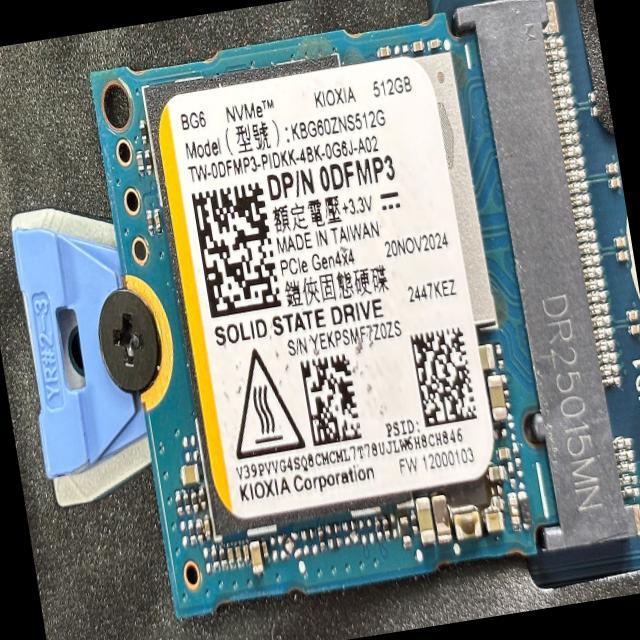 BG6 NVMe™ KIOXIA 512GB
Model (型號) : KBG60ZNS512G
TW-0DFMP3-PIDKK-4BK-0G6J-A02
DP/N 0DFMP3
額定電壓 +3.3V ⎓
MADE IN TAIWAN 20NOV2024
PCIe Gen4x4
鎧俠固態硬碟 2447KEZ
SOLID STATE DRIVE
S/N YEKPSMF7Z0ZS
PSID:
KIOXIA Corporation FW 12000103
YR#2-3
DR25015MN